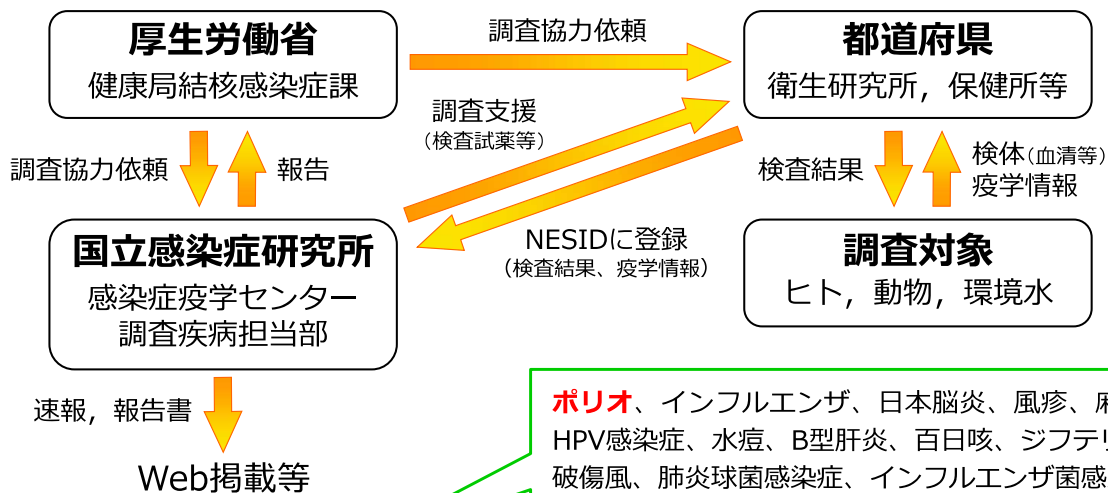 厚生労働省
健康局結核感染症課
調査協力依頼
都道府県
衛生研究所，保健所等
調査支援
（検査試薬等）
調査協力依頼
報告
検査結果
検体（血清等）
疫学情報
国立感染症研究所
感染症疫学センター
調査疾病担当部
NESIDに登録
（検査結果、疫学情報）
調査対象
ヒト，動物，環境水
速報，報告書
Web掲載等
ポリオ、インフルエンザ、日本脳炎、風疹、麻
HPV感染症、水痘、B型肝炎、百日咳、ジフテリ
破傷風、肺炎球菌感染症、インフルエンザ菌感